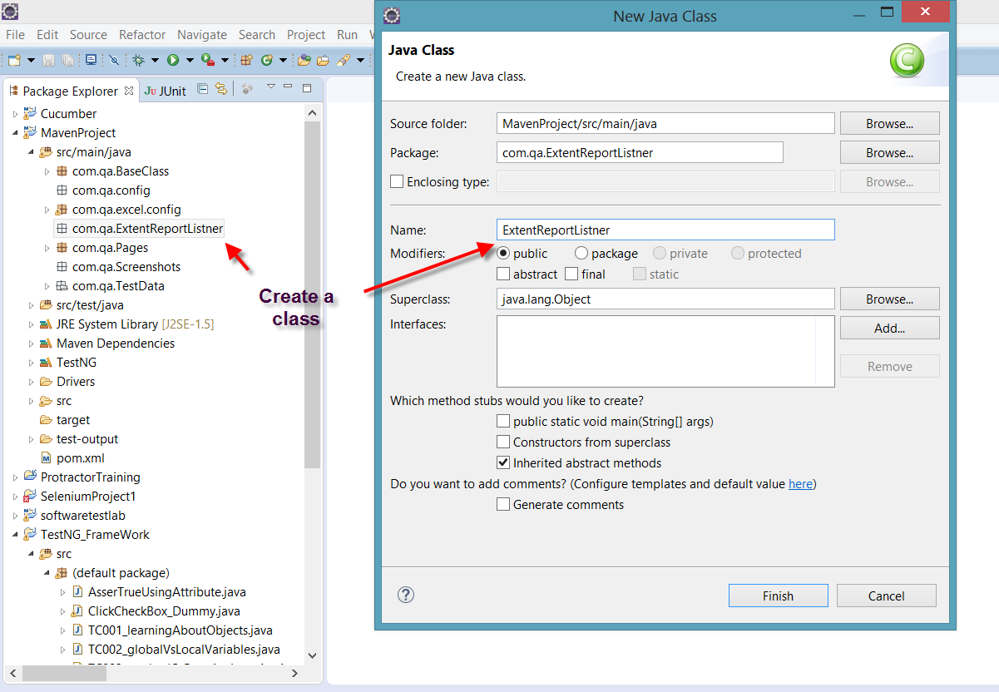 New Java Class
File Edit Source Refactor Navigate Search Project Run
Package Explorer
JUnit
Cucumber
MavenProject
src/main/java
com.qa.BaseClass
com.qa.config
com.qa.excel.config
com.qa.ExtentReportListner
com.qa.Pages
com.qa.Screenshots
com.qa.TestData
src/test/java
JRE System Library [J2SE-1.5]
Maven Dependencies
TestNG
Drivers
src
target
test-output
pom.xml
ProtractorTraining
SeleniumProject1
softwaretestlab
TestNG_FrameWork
src
(default package)
AsserTrueUsingAttribute.java
ClickCheckBox_Dummy.java
TC001_learningAboutObjects.java
TC002_globalVsLocalVariables.java
Create a
class
Java Class
Create a new Java class.
Source folder: MavenProject/src/main/java Browse...
Package: com.qa.ExtentReportListner Browse...
Enclosing type: Browse...
Name: ExtentReportListner
Modifiers: public package private protected
abstract final static
Superclass: java.lang.Object Browse...
Interfaces: Add...
Remove
Which method stubs would you like to create?
public static void main(String[] args)
Constructors from superclass
Inherited abstract methods
Do you want to add comments? (Configure templates and default value here)
Generate comments
Finish Cancel